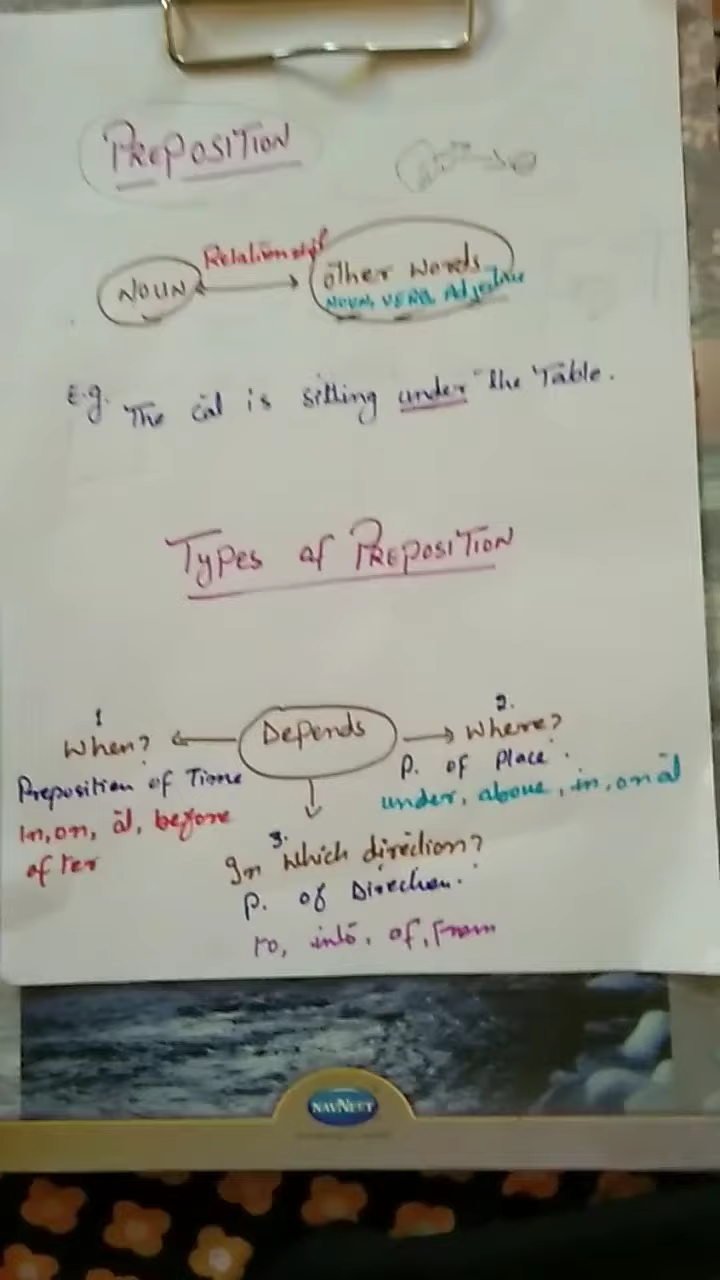 PREPOSITION
Relationship
NOUN
other words
NOUN, VERB, Adjective
E.g. The cat is sitting under the Table.
Types of PREPOSITION
1
When?
Depends
2.
Where?
Preposition of Time
P. of Place.
In, on, at, before
after
under, above, in, on at
3.
In which direction?
P. of Direction.
to, into, of, From
NAVNEET